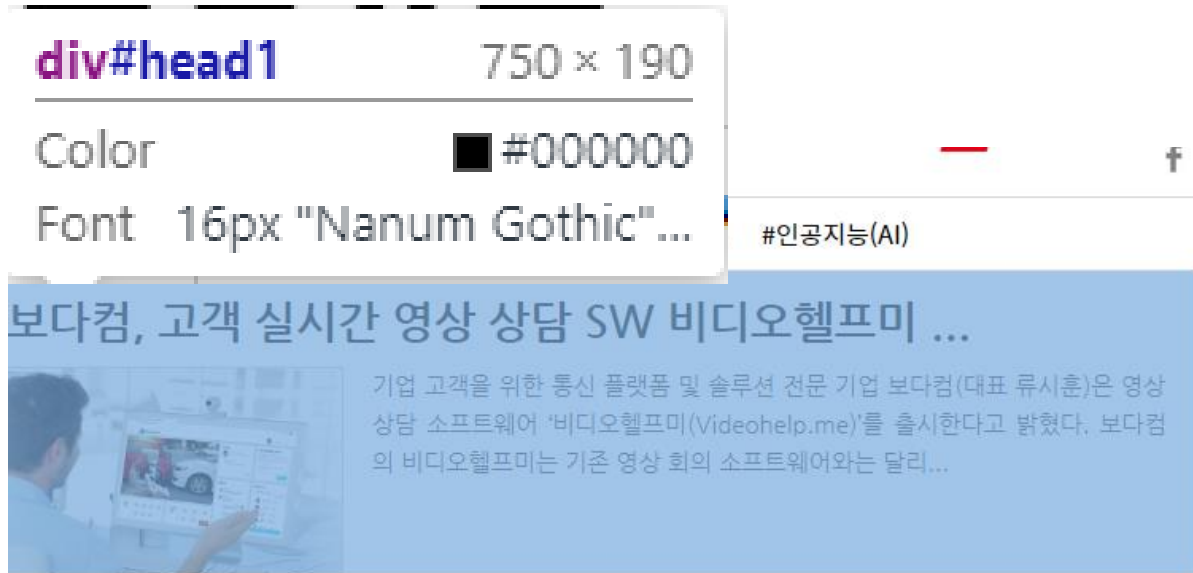 div#head1 750 × 190
Color #000000
Font 16px "Nanum Gothic"...
f
#인공지능(AI)
보다컴, 고객 실시간 영상 상담 SW 비디오헬프미 ...
기업 고객을 위한 통신 플랫폼 및 솔루션 전문 기업 보다컴(대표 류시훈)은 영상
상담 소프트웨어 ‘비디오헬프미(Videohelp.me)’를 출시한다고 밝혔다. 보다컴
의 비디오헬프미는 기존 영상 회의 소프트웨어와는 달리...